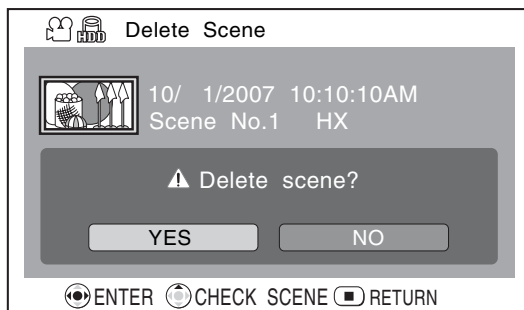 HDD Delete Scene
10/ 1/2007 10:10:10AM
Scene No.1 HX
Delete scene?
YES NO
ENTER CHECK SCENE RETURN